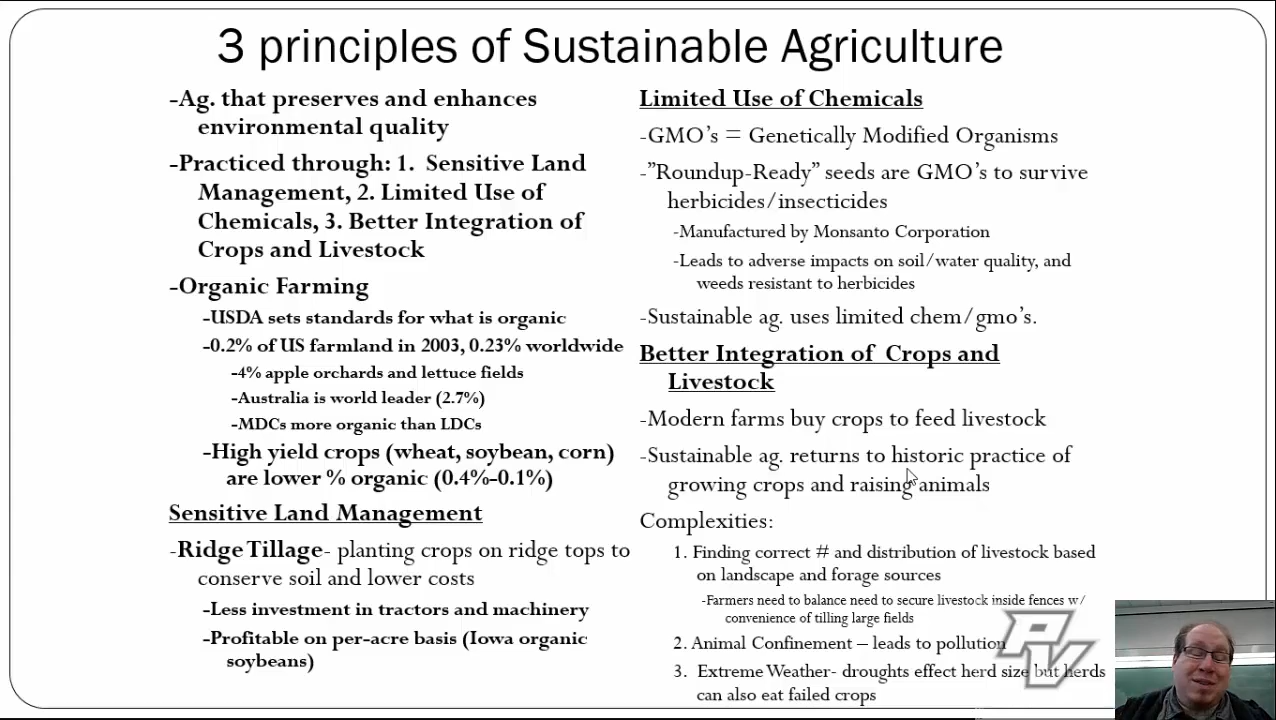 3 principles of Sustainable Agriculture
-Ag. that preserves and enhances
environmental quality
-Practiced through: 1. Sensitive Land
Management, 2. Limited Use of
Chemicals, 3. Better Integration of
Crops and Livestock
-Organic Farming
-USDA sets standards for what is organic
-0.2% of US farmland in 2003, 0.23% worldwide
-4% apple orchards and lettuce fields
-Australia is world leader (2.7%)
-MDCs more organic than LDCs
-High yield crops (wheat, soybean, corn)
are lower % organic (0.4%-0.1%)
Sensitive Land Management
-Ridge Tillage- planting crops on ridge tops to
conserve soil and lower costs
-Less investment in tractors and machinery
-Profitable on per-acre basis (Iowa organic
soybeans)
Limited Use of Chemicals
-GMO’s = Genetically Modified Organisms
-”Roundup-Ready” seeds are GMO’s to survive
herbicides/insecticides
-Manufactured by Monsanto Corporation
-Leads to adverse impacts on soil/water quality, and
weeds resistant to herbicides
-Sustainable ag. uses limited chem/gmo’s.
Better Integration of Crops and
Livestock
-Modern farms buy crops to feed livestock
-Sustainable ag. returns to historic practice of
growing crops and raising animals
Complexities:
1. Finding correct # and distribution of livestock based
on landscape and forage sources
-Farmers need to balance need to secure livestock inside fences w/
convenience of tilling large fields
2. Animal Confinement – leads to pollution
3. Extreme Weather- droughts effect herd size but herds
can also eat failed crops
PV